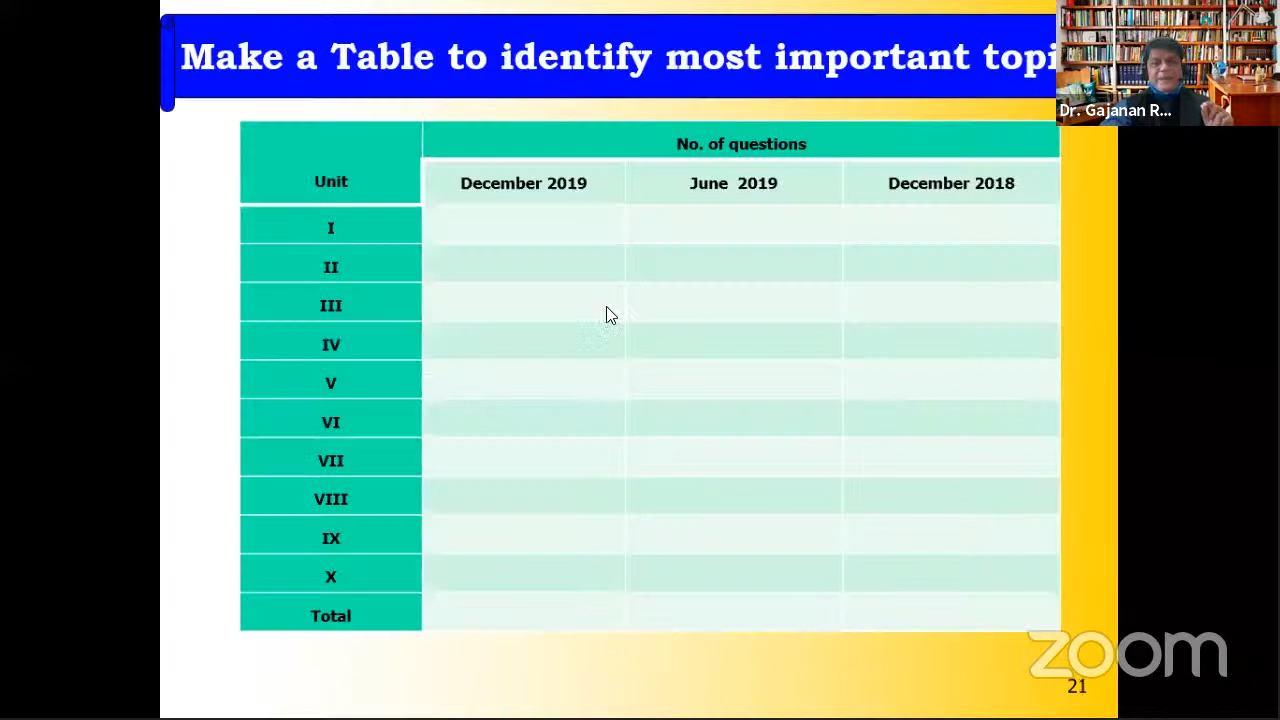 Make a Table to identify most important topi
Dr. Gajanan R...
No. of questions
Unit
December 2019
June 2019
December 2018
I
II
III
IV
V
VI
VII
VIII
IX
X
Total
zoom
21